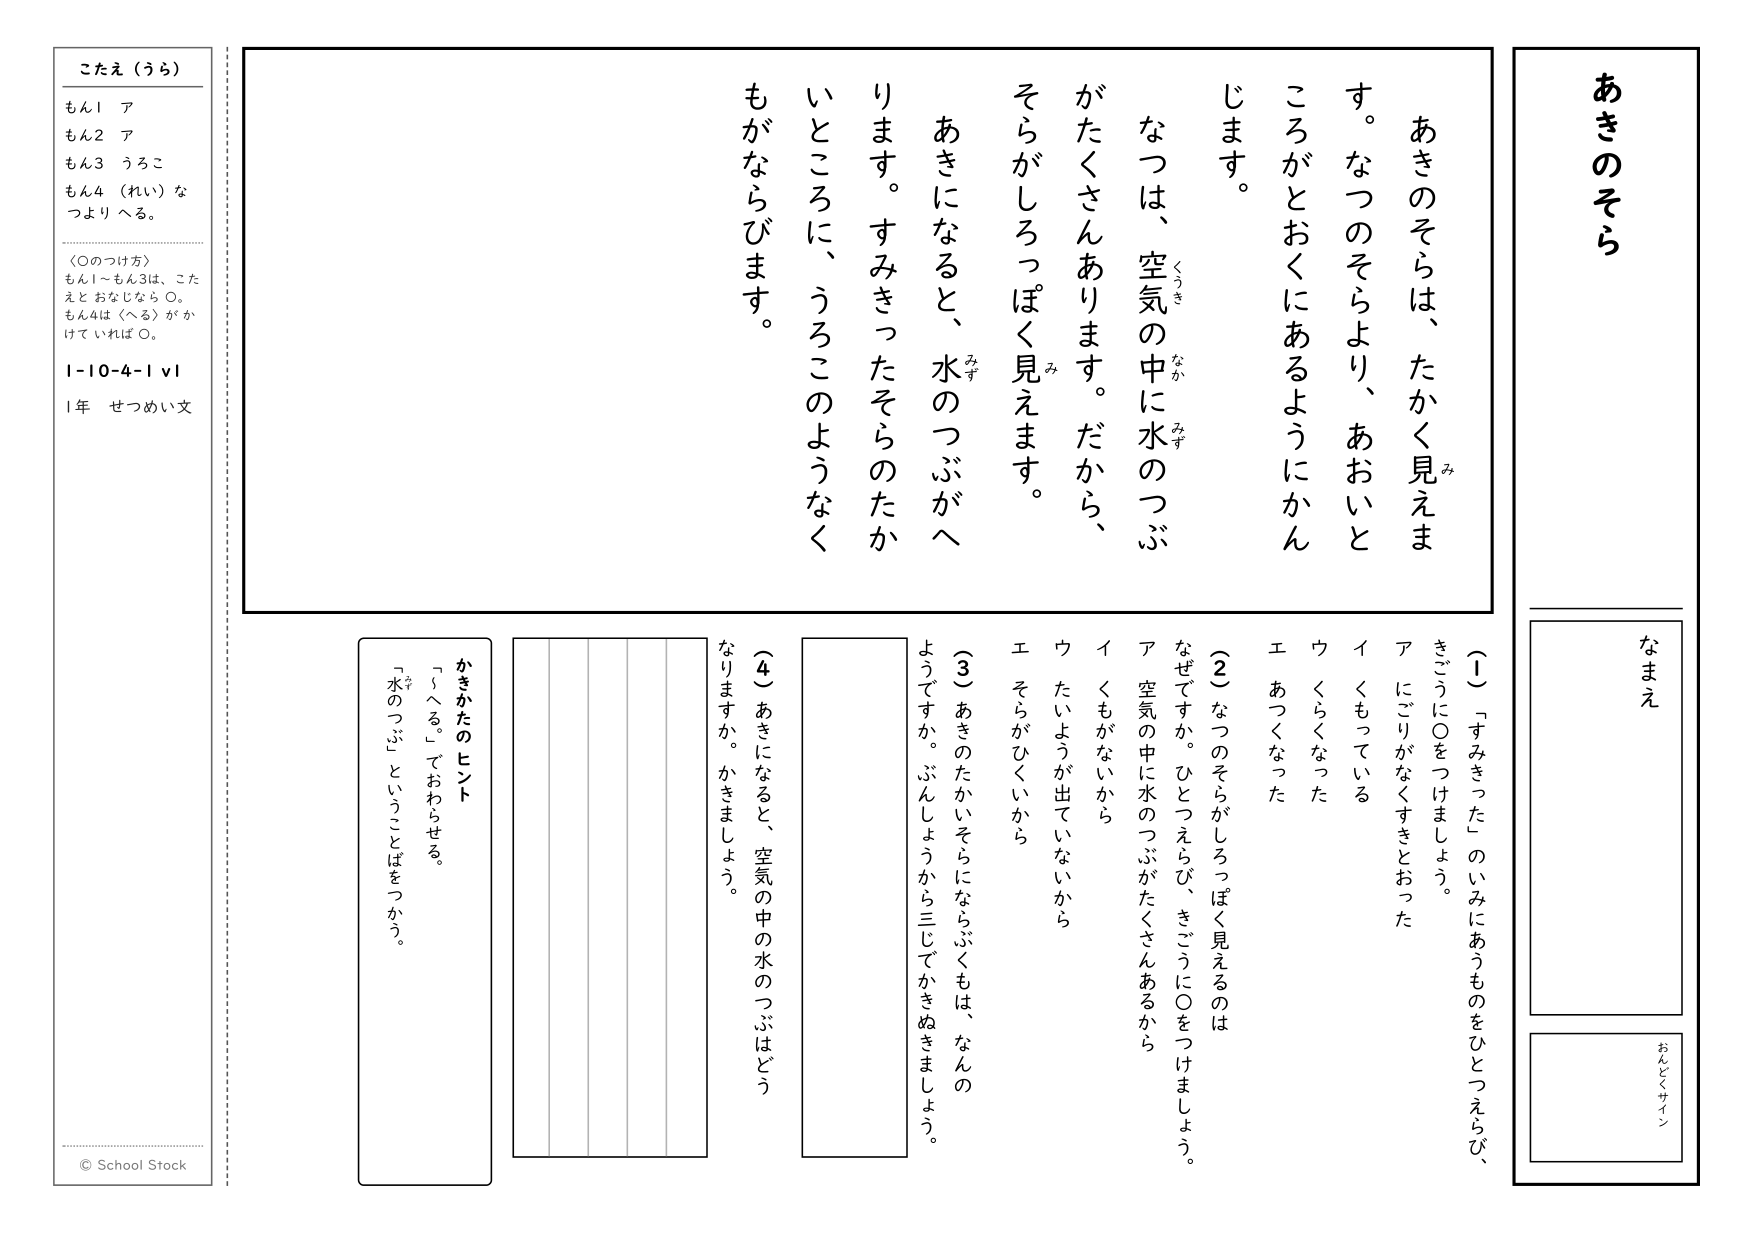 あきのそら
なまえ
おんどくサイン
あきのそらは、たかく見えま
す。なつのそらより、あおいと
ころがとおくにあるようにかん
じます。
なつは、空気の中に水のつぶ
がたくさんあります。だから、
そらがしろっぽく見えます。
あきになると、水のつぶがへ
ります。すみきったそらのたか
いところに、うろこのようなく
もがならびます。
(1)「すみきった」のいみにあうものをひとつえらび、
きごうに〇をつけましょう。
ア にごりがなくすきとおった
イ くもっている
ウ くらくなった
エ あつくなった
(2)なつのそらがしろっぽく見えるのは
なぜですか。ひとつえらび、きごうに〇をつけましょう。
ア 空気の中に水のつぶがたくさんあるから
イ くもがないから
ウ たいようが出ていないから
エ そらがひくいから
(3)あきのたかいそらにならぶくもは、なんの
ようですか。ぶんしょうから三じでかきぬきましょう。
(4)あきになると、空気の中の水のつぶはどう
なりますか。かきましょう。
かきかたの ヒント
「〜へる。」でおわらせる。
「水のつぶ」ということばをつかう。
こたえ（うら）
もん1 ア
もん2 ア
もん3 うろこ
もん4 （れい）な
つより へる。
〈〇のつけ方〉
もん1〜もん3は、こた
えと おなじなら 〇。
もん4は〈へる〉が か
けて いれば 〇。
1-10-4-1 v1
1年 せつめい文
© School Stock